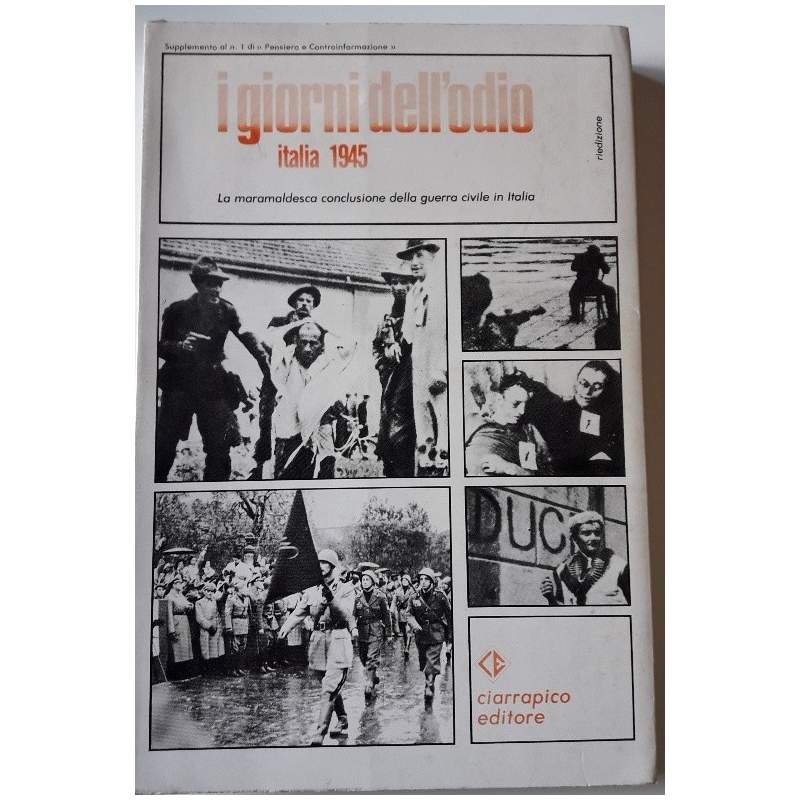 Supplemento al n. 1 di « Pensiero e Controinformazione »
i giorni dell'odio
italia 1945
riedizione
La maramaldesca conclusione della guerra civile in Italia
DUC
CE
ciarrapico
editore